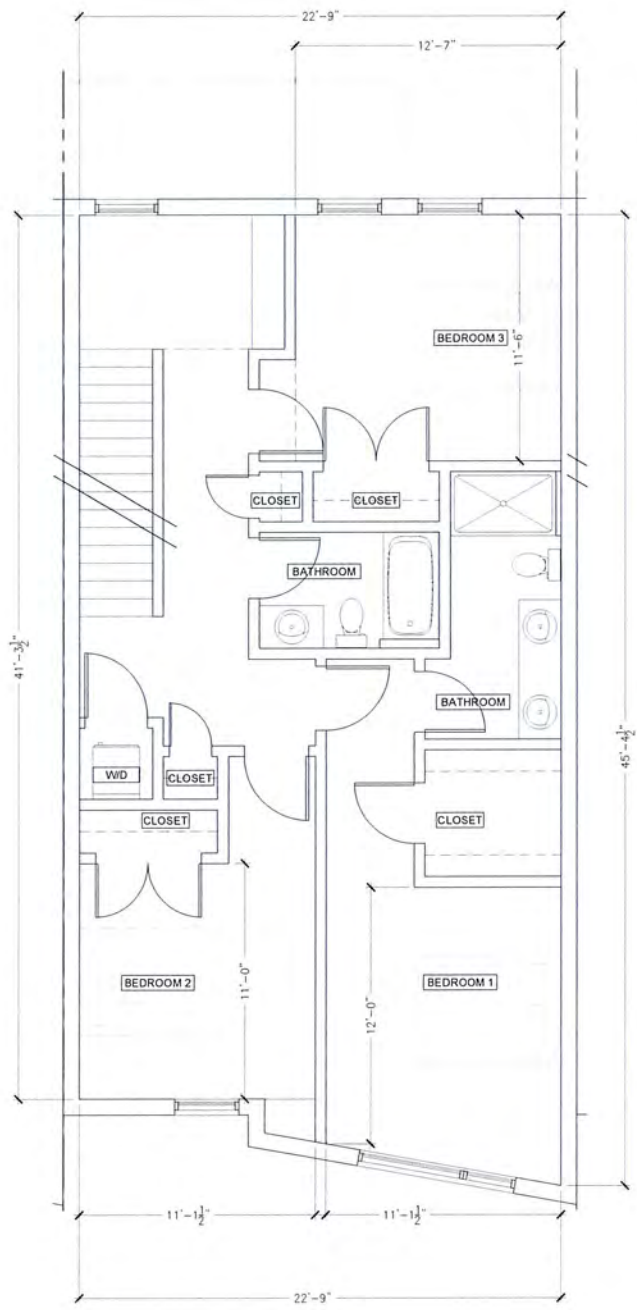 22'-9"
12'-7"
BEDROOM 3
11'-6"
CLOSET
CLOSET
BATHROOM
41'-3½"
BATHROOM
45'-4½"
W/D
CLOSET
CLOSET
CLOSET
BEDROOM 2
11'-0"
BEDROOM 1
12'-0"
11'-1½"
11'-1½"
22'-9"